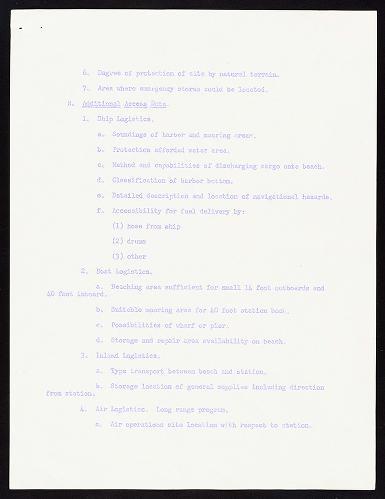 6. Degree of protection of site by natural terrain.
7. Area where emergency stores could be located.
H. Additional Access Data.
1. Ship Logistics.
a. Soundings of harbor and mooring areas.
b. Protection afforded water area.
c. Method and capabilities of discharging cargo onto beach.
d. Classification of harbor bottom.
e. Detailed description and location of navigational hazards.
f. Accessibility for fuel delivery by:
(1) hose from ship
(2) drums
(3) other
2. Boat Logistics.
a. Beaching area sufficient for small 14 foot outboards and
40 foot inboard.
b. Suitable mooring area for 40 foot station boat.
c. Possibilities of wharf or pier.
d. Storage and repair area availability on beach.
3. Inland Logistics.
a. Type transport between beach and station.
b. Storage location of general supplies including direction
from station.
4. Air Logistics. Long range program.
a. Air operations site location with respect to station.